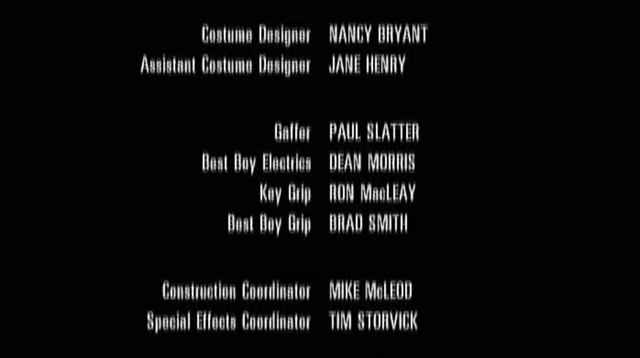 Costume Designer NANCY BRYANT
Assistant Costume Designer JANE HENRY
Gaffer PAUL SLATTER
Best Boy Electrics DEAN MORRIS
Key Grip RON MacLEAY
Best Boy Grip BRAD SMITH
Construction Coordinator MIKE McLEOD
Special Effects Coordinator TIM STORVICK